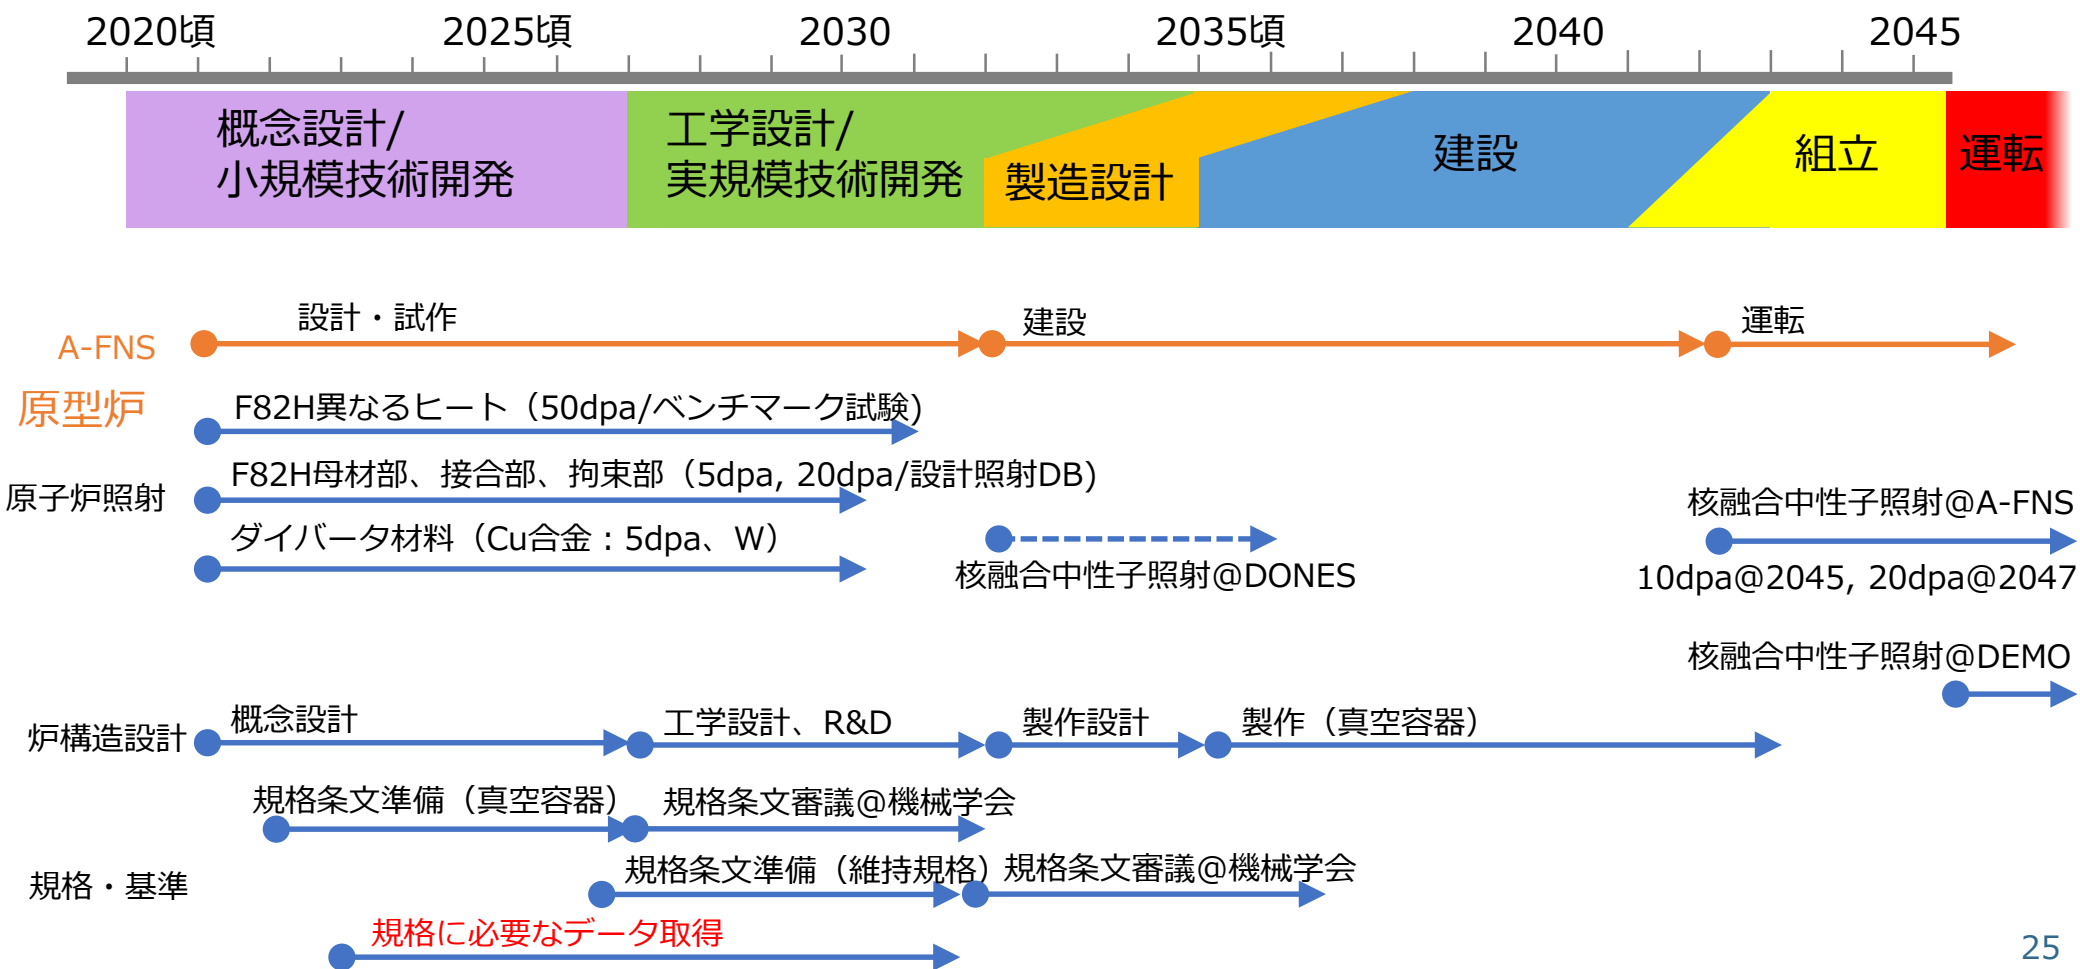 2020頃 2025頃 2030 2035頃 2040 2045
概念設計/
小規模技術開発
工学設計/
実規模技術開発
製造設計
建設
組立
運転
A-FNS
設計・試作
建設
運転
原型炉
F82H異なるヒート（50dpa/ベンチマーク試験)
原子炉照射
F82H母材部、接合部、拘束部（5dpa, 20dpa/設計照射DB)
ダイバータ材料（Cu合金：5dpa、W）
核融合中性子照射@DONES
核融合中性子照射@A-FNS
10dpa@2045, 20dpa@2047
核融合中性子照射@DEMO
炉構造設計
概念設計
工学設計、R&D
製作設計
製作（真空容器）
規格条文準備（真空容器）
規格条文審議@機械学会
規格・基準
規格条文準備（維持規格）
規格条文審議@機械学会
規格に必要なデータ取得
25